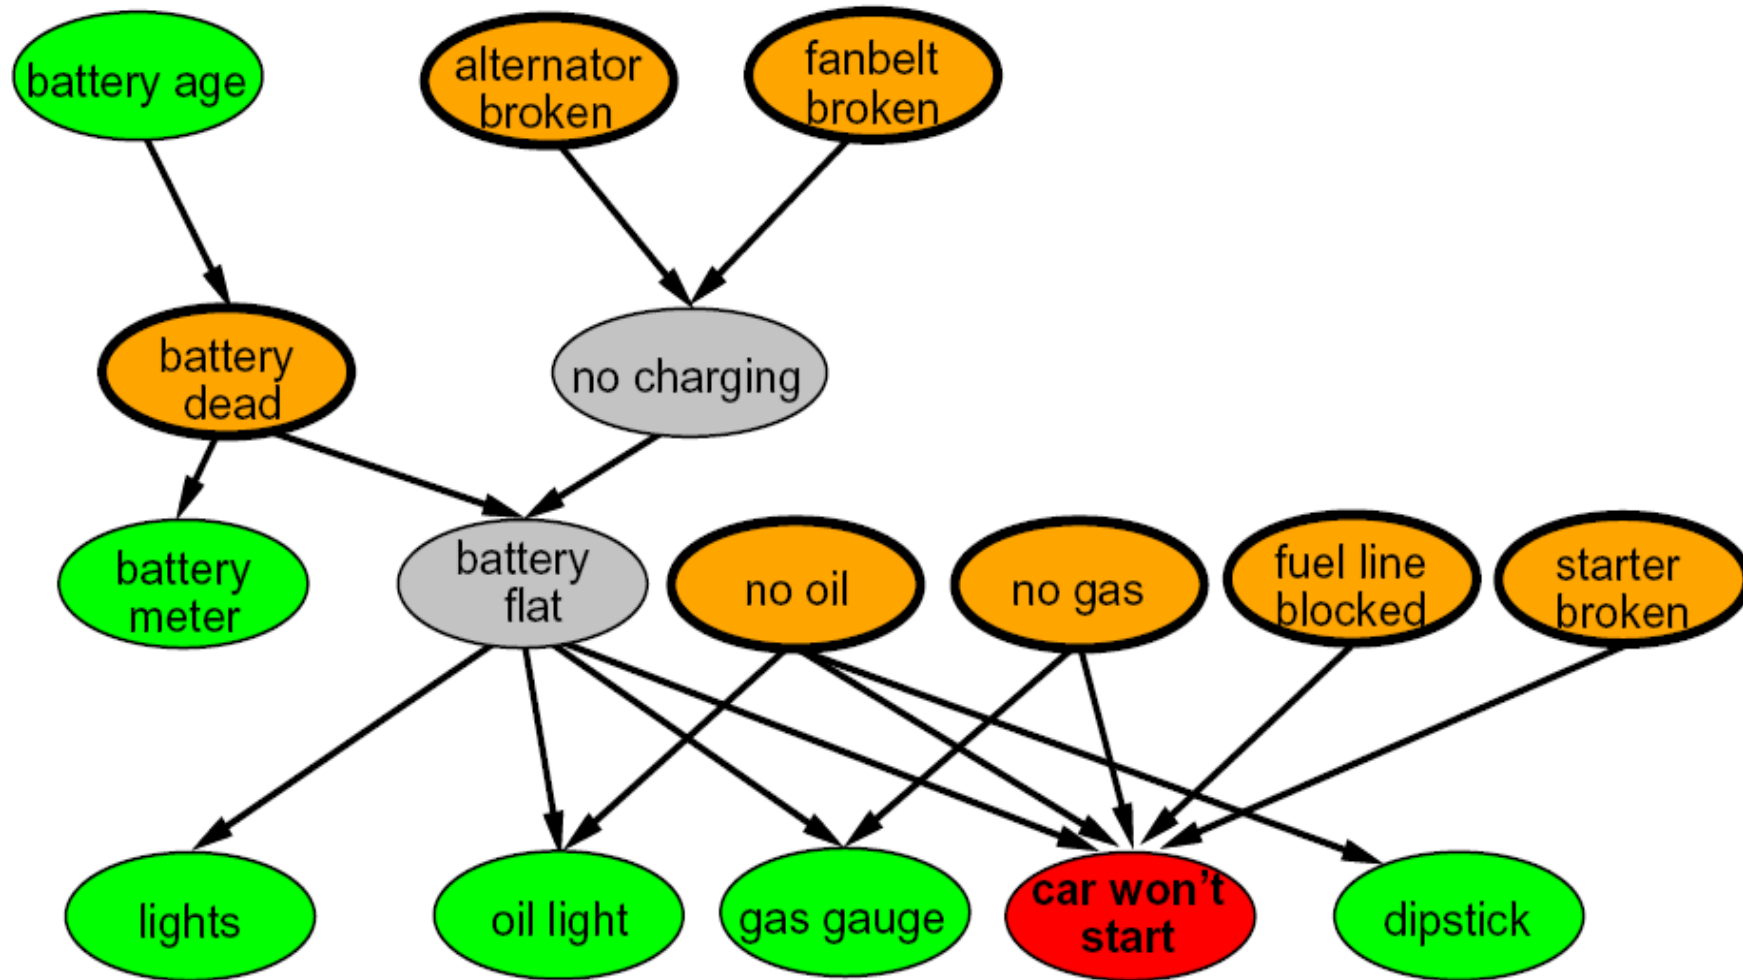 battery age
alternator
broken
fanbelt
broken
battery
dead
no charging
battery
meter
battery
flat
no oil
no gas
fuel line
blocked
starter
broken
lights
oil light
gas gauge
car won't
start
dipstick